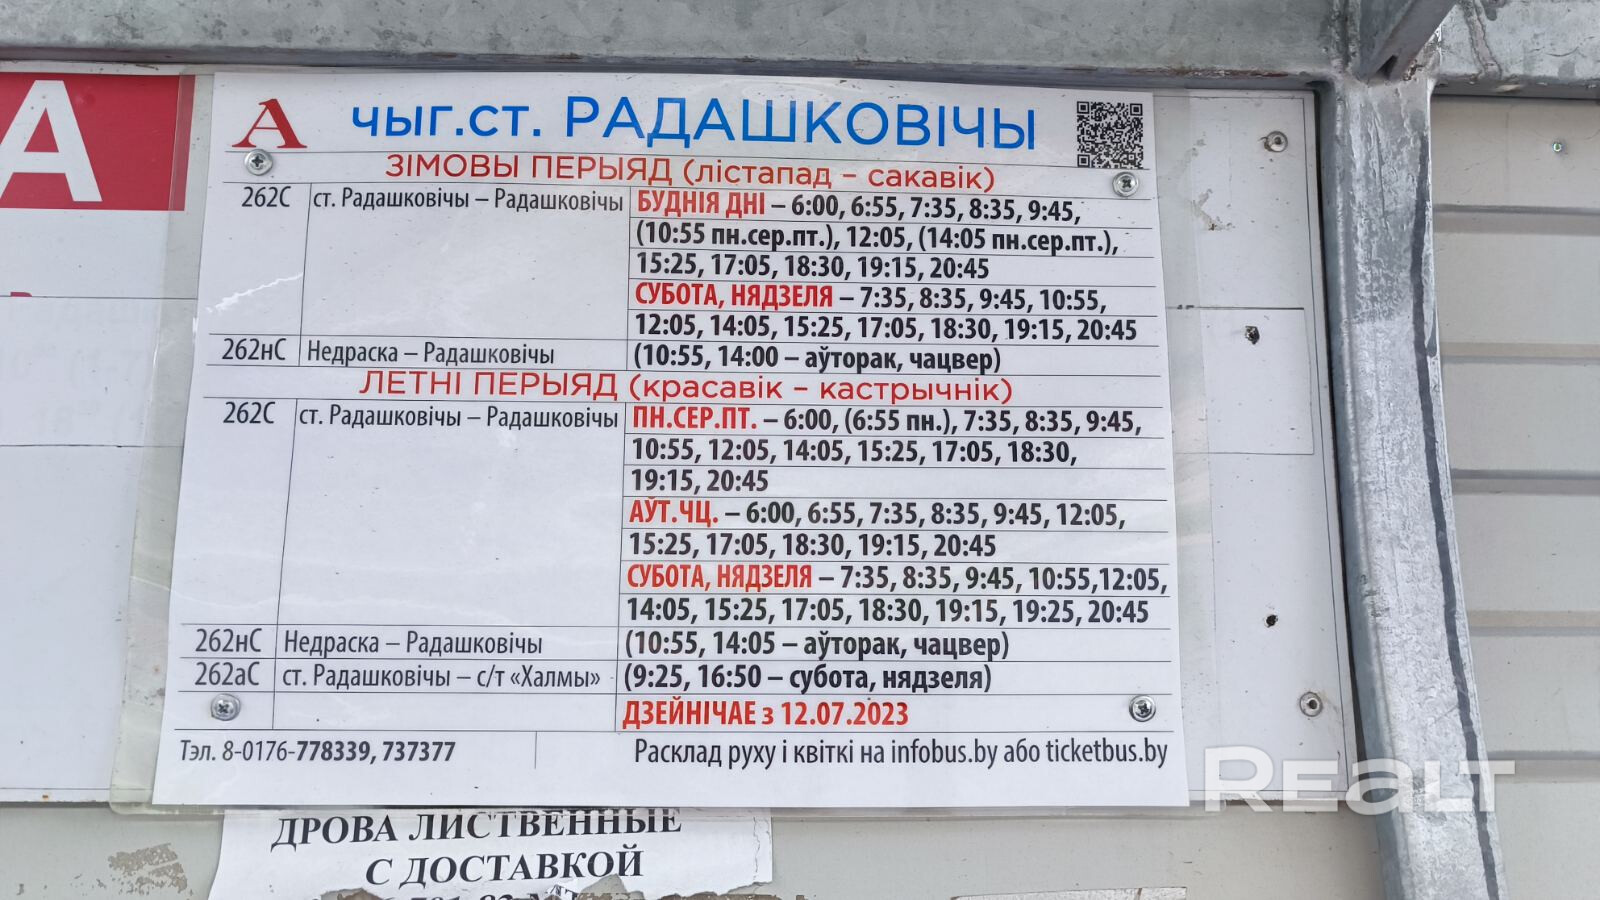 А
А чыг.ст. РАДАШКОВІЧЫ
ЗІМОВЫ ПЕРЫЯД (лістапад – сакавік)
262С ст. Радашковічы – Радашковічы БУДНІЯ ДНІ – 6:00, 6:55, 7:35, 8:35, 9:45,
(10:55 пн.сер.пт.), 12:05, (14:05 пн.сер.пт.),
15:25, 17:05, 18:30, 19:15, 20:45
СУБОТА, НЯДЗЕЛЯ – 7:35, 8:35, 9:45, 10:55,
12:05, 14:05, 15:25, 17:05, 18:30, 19:15, 20:45
262нС Недраска – Радашковічы (10:55, 14:00 – аўторак, чацвер)
ЛЕТНІ ПЕРЫЯД (красавік – кастрычнік)
262С ст. Радашковічы – Радашковічы ПН.СЕР.ПТ. – 6:00, (6:55 пн.), 7:35, 8:35, 9:45,
10:55, 12:05, 14:05, 15:25, 17:05, 18:30,
19:15, 20:45
АЎТ.ЧЦ. – 6:00, 6:55, 7:35, 8:35, 9:45, 12:05,
15:25, 17:05, 18:30, 19:15, 20:45
СУБОТА, НЯДЗЕЛЯ – 7:35, 8:35, 9:45, 10:55,12:05,
14:05, 15:25, 17:05, 18:30, 19:15, 19:25, 20:45
262нС Недраска – Радашковічы (10:55, 14:05 – аўторак, чацвер)
262аС ст. Радашковічы – с/т «Халмы» (9:25, 16:50 – субота, нядзеля)
ДЗЕЙНІЧАЕ з 12.07.2023
Тэл. 8-0176-778339, 737377 Расклад руху і квіткі на infobus.by або ticketbus.by
REALT
ДРОВА ЛИСТВЕННЫЕ
С ДОСТАВКОЙ